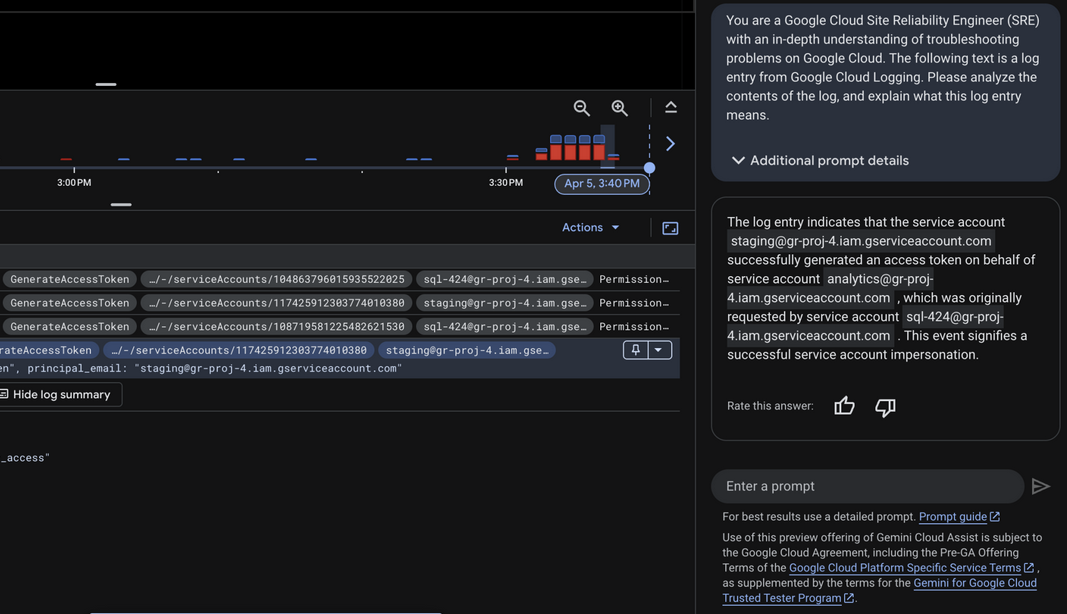 3:00 PM
3:30 PM
Apr 5, 3:40 PM
Actions
GenerateAccessToken …/-/serviceAccounts/104863796015935522025 sql-424@gr-proj-4.iam.gse… Permission…
GenerateAccessToken …/-/serviceAccounts/117425912303774010380 staging@gr-proj-4.iam.gse… Permission…
GenerateAccessToken …/-/serviceAccounts/108719581225482621530 sql-424@gr-proj-4.iam.gse… Permission…
rateAccessToken …/-/serviceAccounts/117425912303774010380 staging@gr-proj-4.iam.gse…
en", principal_email: "staging@gr-proj-4.iam.gserviceaccount.com"
Hide log summary
_access"
You are a Google Cloud Site Reliability Engineer (SRE)
with an in-depth understanding of troubleshooting
problems on Google Cloud. The following text is a log
entry from Google Cloud Logging. Please analyze the
contents of the log, and explain what this log entry
means.
Additional prompt details
The log entry indicates that the service account
staging@gr-proj-4.iam.gserviceaccount.com
successfully generated an access token on behalf of
service account analytics@gr-proj-
4.iam.gserviceaccount.com , which was originally
requested by service account sql-424@gr-proj-
4.iam.gserviceaccount.com . This event signifies a
successful service account impersonation.
Rate this answer:
Enter a prompt
For best results use a detailed prompt. Prompt guide
Use of this preview offering of Gemini Cloud Assist is subject to
the Google Cloud Agreement, including the Pre-GA Offering
Terms of the Google Cloud Platform Specific Service Terms ,
as supplemented by the terms for the Gemini for Google Cloud
Trusted Tester Program .